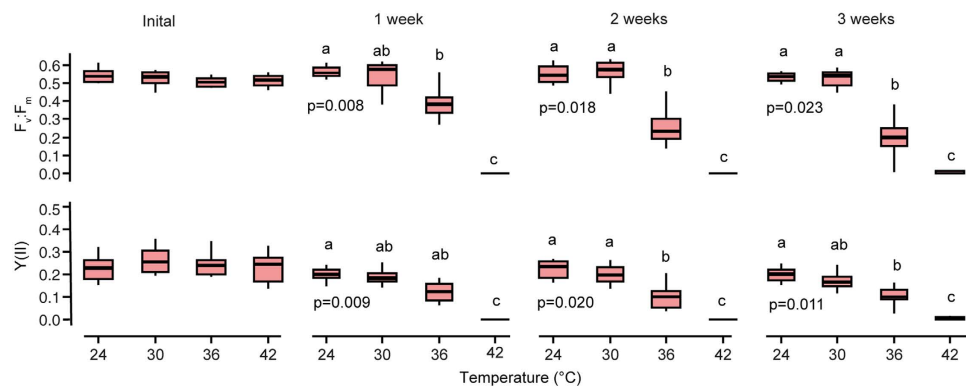 Inital 1 week 2 weeks 3 weeks
a ab b c
a a b c
a a b c
Fv:Fm
0.6
0.5
0.4
0.3
0.2
0.1
0.0
p=0.008 p=0.018 p=0.023
a ab ab c
a a b c
a ab b c
Y(II)
0.5
0.4
0.3
0.2
0.1
0.0
p=0.009 p=0.020 p=0.011
24 30 36 42 24 30 36 42 24 30 36 42 24 30 36 42
Temperature (°C)